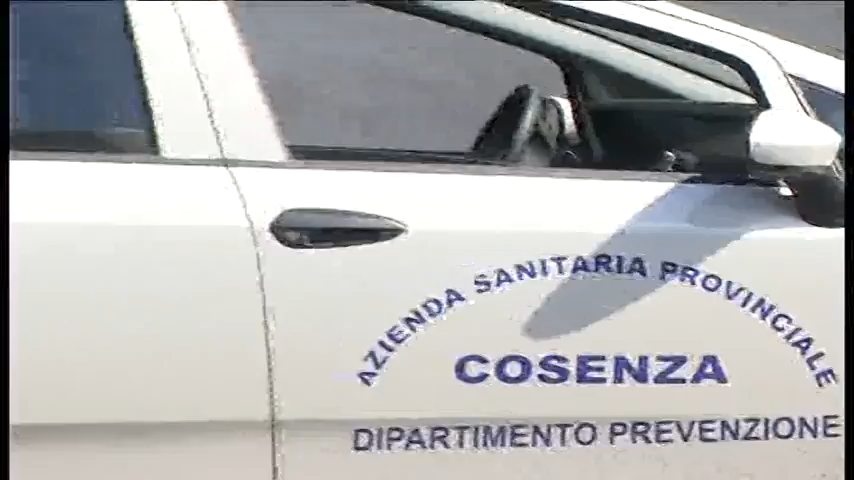 AZIENDA SANITARIA PROVINCIALE
COSENZA
DIPARTIMENTO PREVENZIONE